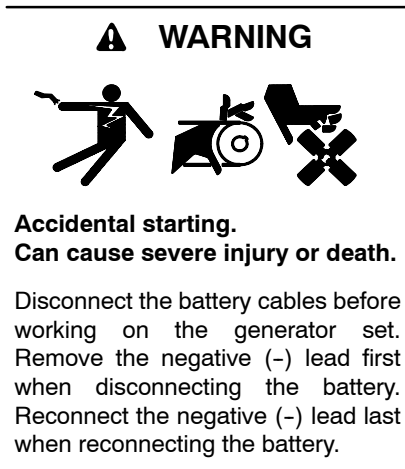 WARNING
Accidental starting.
Can cause severe injury or death.
Disconnect the battery cables before
working on the generator set.
Remove the negative (–) lead first
when disconnecting the battery.
Reconnect the negative (–) lead last
when reconnecting the battery.